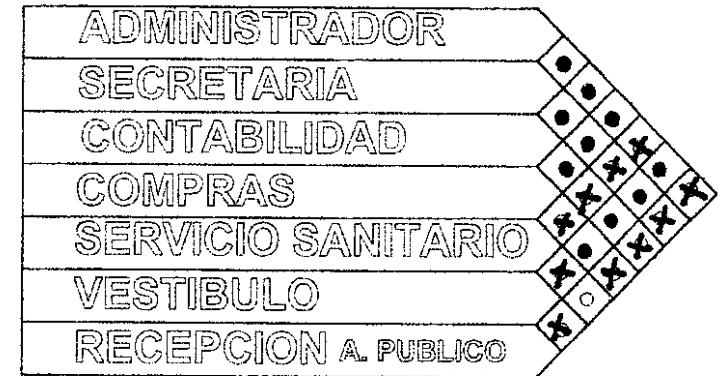 ADMINISTRADOR
SECRETARIA
CONTABILIDAD
COMPRAS
SERVICIO SANITARIO
VESTIBULO
RECEPCION A. PUBLICO